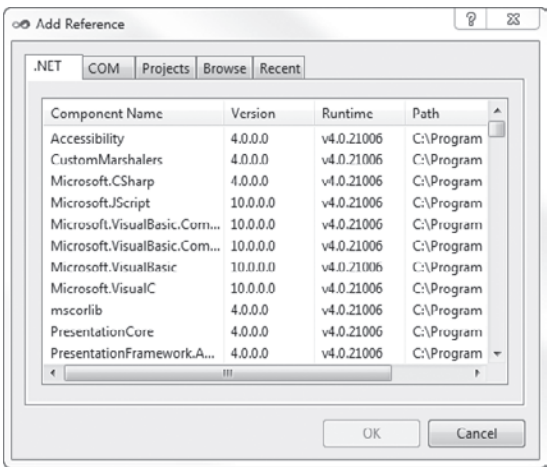 Add Reference
.NET COM Projects Browse Recent
Component Name Version Runtime Path
Accessibility 4.0.0.0 v4.0.21006 C:\Program
CustomMarshalers 4.0.0.0 v4.0.21006 C:\Program
Microsoft.CSharp 4.0.0.0 v4.0.21006 C:\Program
Microsoft.JScript 10.0.0.0 v4.0.21006 C:\Program
Microsoft.VisualBasic.Com... 10.0.0.0 v4.0.21006 C:\Program
Microsoft.VisualBasic.Com... 10.0.0.0 v4.0.21006 C:\Program
Microsoft.VisualBasic 10.0.0.0 v4.0.21006 C:\Program
Microsoft.VisualC 10.0.0.0 v4.0.21006 C:\Program
mscorlib 4.0.0.0 v4.0.21006 C:\Program
PresentationCore 4.0.0.0 v4.0.21006 C:\Program
PresentationFramework.A... 4.0.0.0 v4.0.21006 C:\Program
OK Cancel